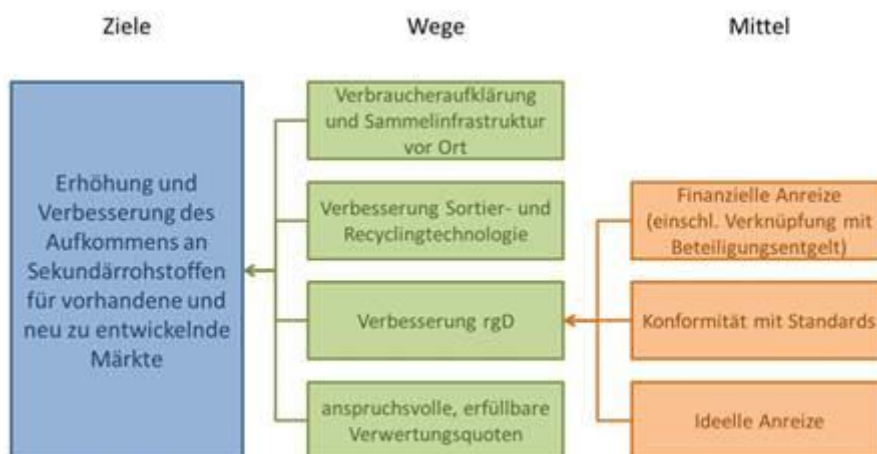 Ziele
Wege
Mittel
Erhöhung und
Verbesserung des
Aufkommens an
Sekundärrohstoffen
für vorhandene und
neu zu entwickelnde
Märkte
Verbraucheraufklärung
und Sammelinfrastruktur
vor Ort
Verbesserung Sortier- und
Recyclingtechnologie
Verbesserung rgD
anspruchsvolle, erfüllbare
Verwertungsquoten
Finanzielle Anreize
(einschl. Verknüpfung mit
Beteiligungsentgelt)
Konformität mit Standards
Ideelle Anreize